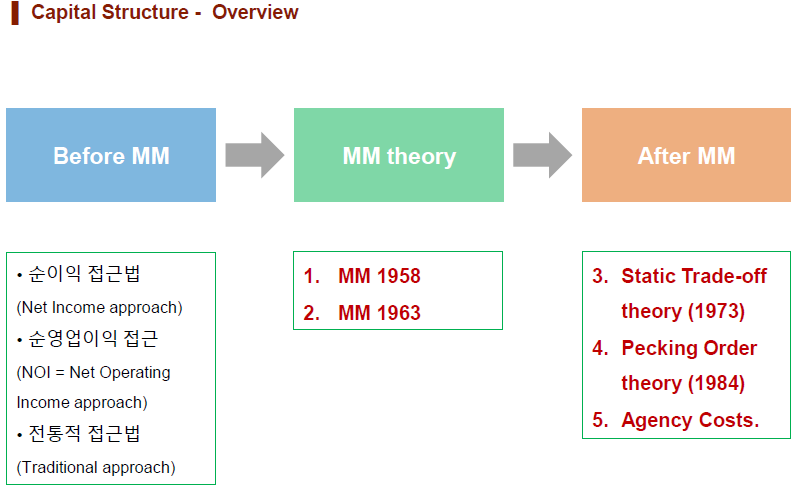 Capital Structure - Overview
Before MM
MM theory
After MM
• 순이익 접근법
(Net Income approach)
• 순영업이익 접근
(NOI = Net Operating
Income approach)
• 전통적 접근법
(Traditional approach)
1. MM 1958
2. MM 1963
3. Static Trade-off
theory (1973)
4. Pecking Order
theory (1984)
5. Agency Costs.